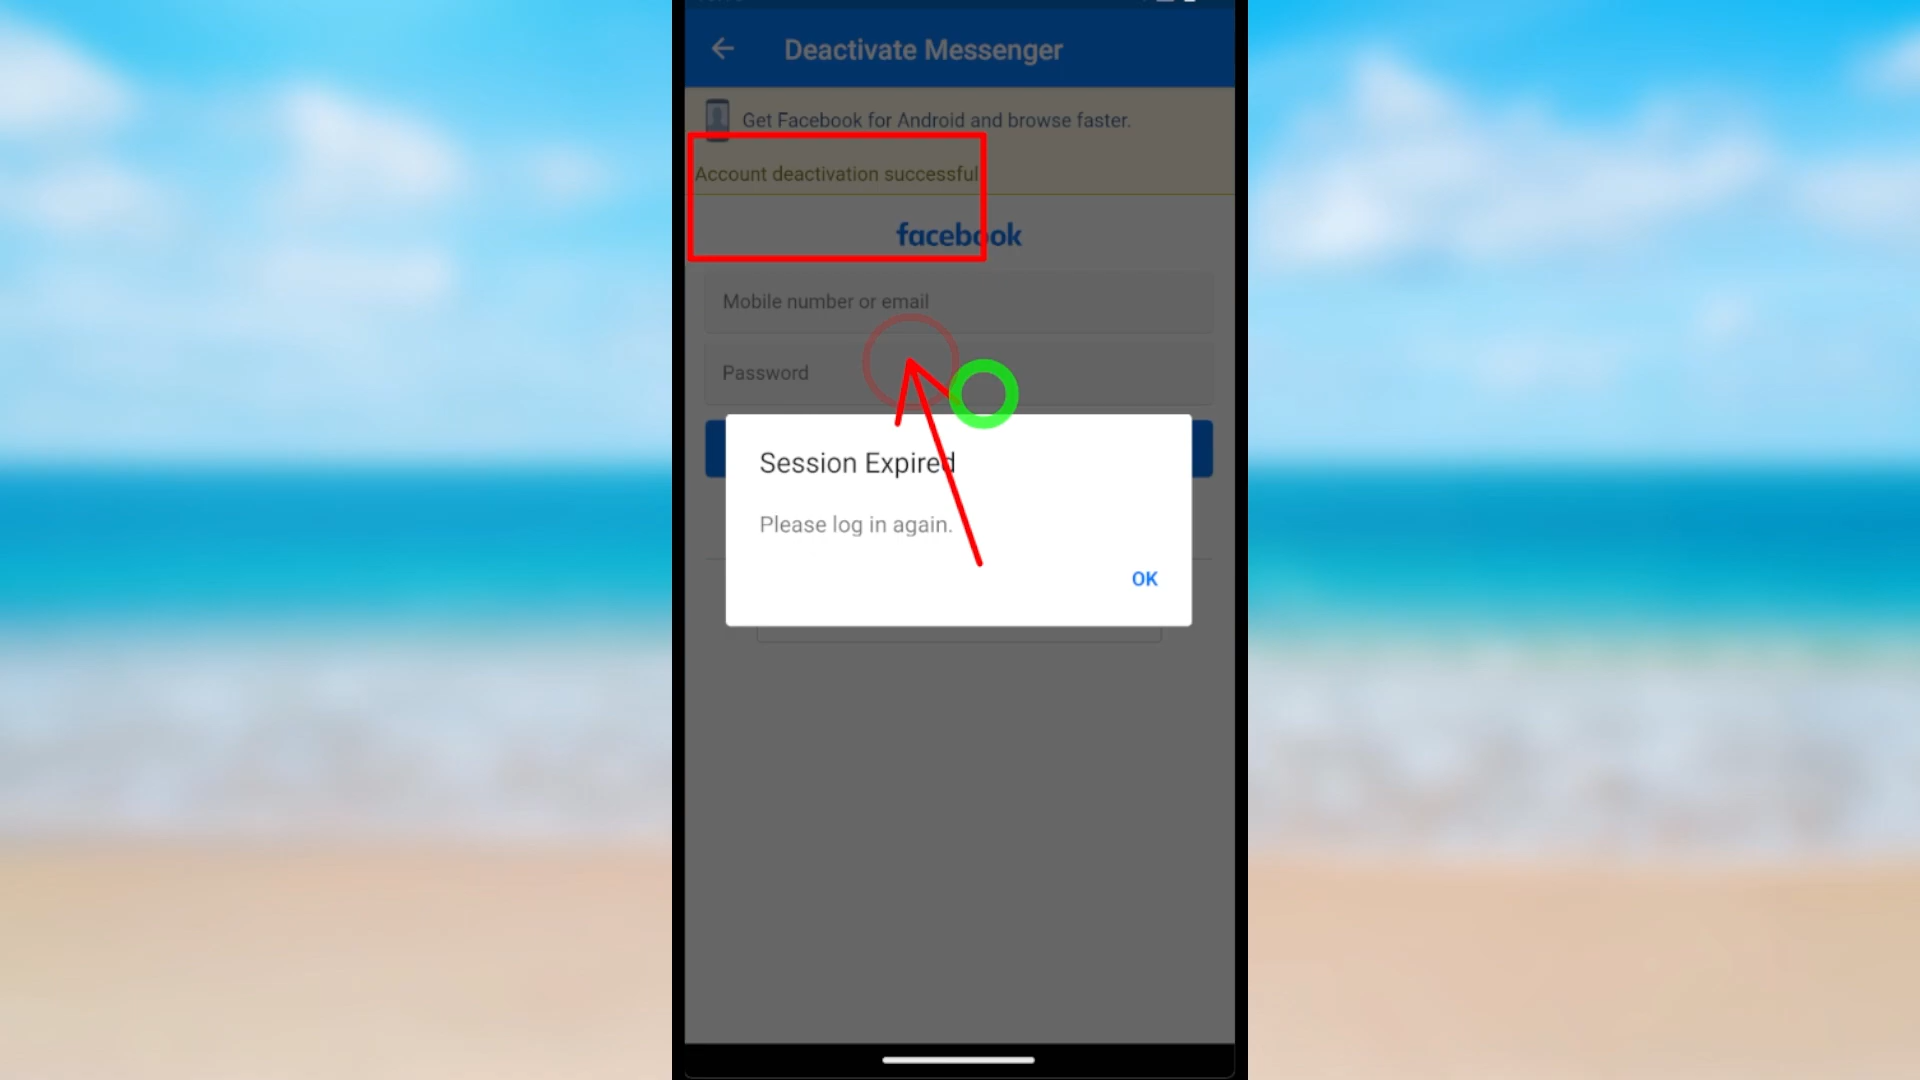 Deactivate Messenger
Get Facebook for Android and browse faster.
Account deactivation successful
facebook
Mobile number or email
Password
Session Expired
Please log in again.
OK